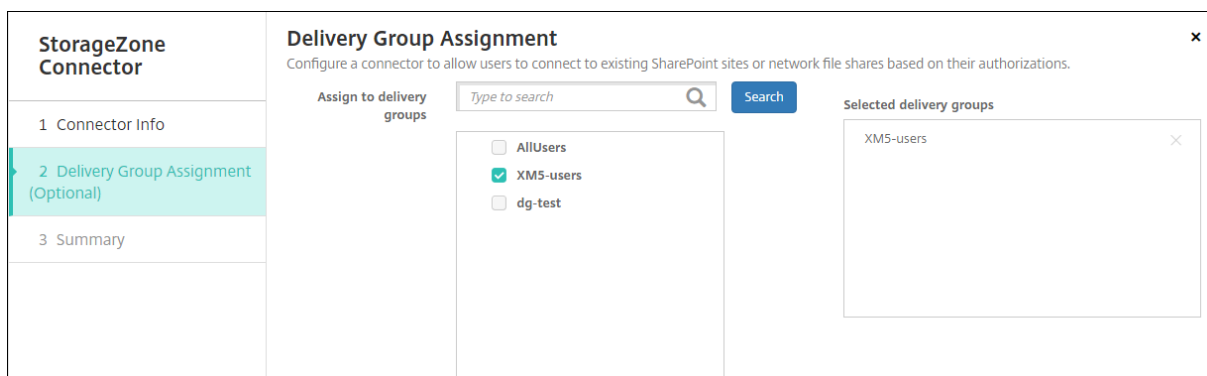 StorageZone
Connector
1 Connector Info
2 Delivery Group Assignment
(Optional)
3 Summary
Delivery Group Assignment
Configure a connector to allow users to connect to existing SharePoint sites or network file shares based on their authorizations.
Assign to delivery
groups
Type to search
Search
AllUsers
XM5-users
dg-test
Selected delivery groups
XM5-users